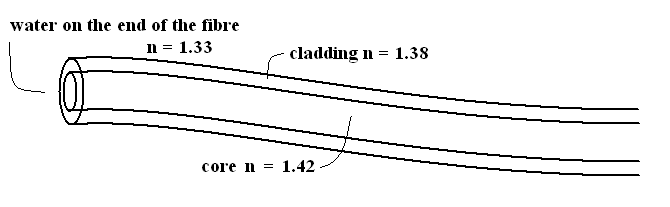 water on the end of the fibre
n = 1.33
cladding n = 1.38
core n = 1.42